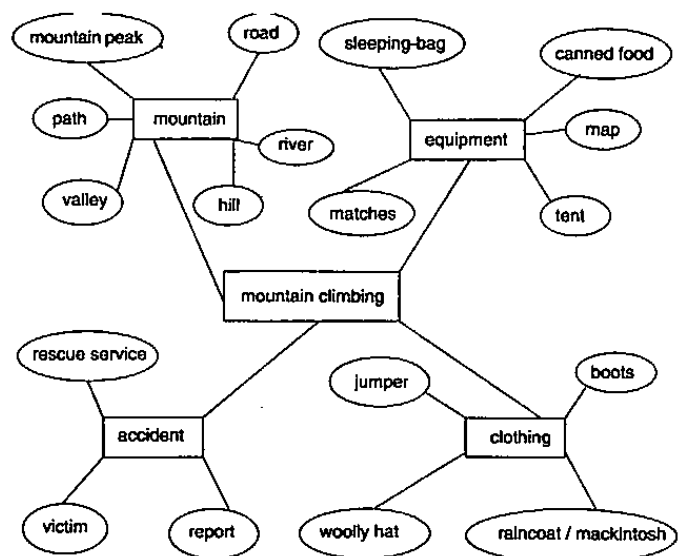 mountain peak
road
sleeping-bag
canned food
path
mountain
river
equipment
map
valley
hill
matches
tent
mountain climbing
rescue service
jumper
boots
accident
clothing
victim
report
woolly hat
raincoat / mackintosh